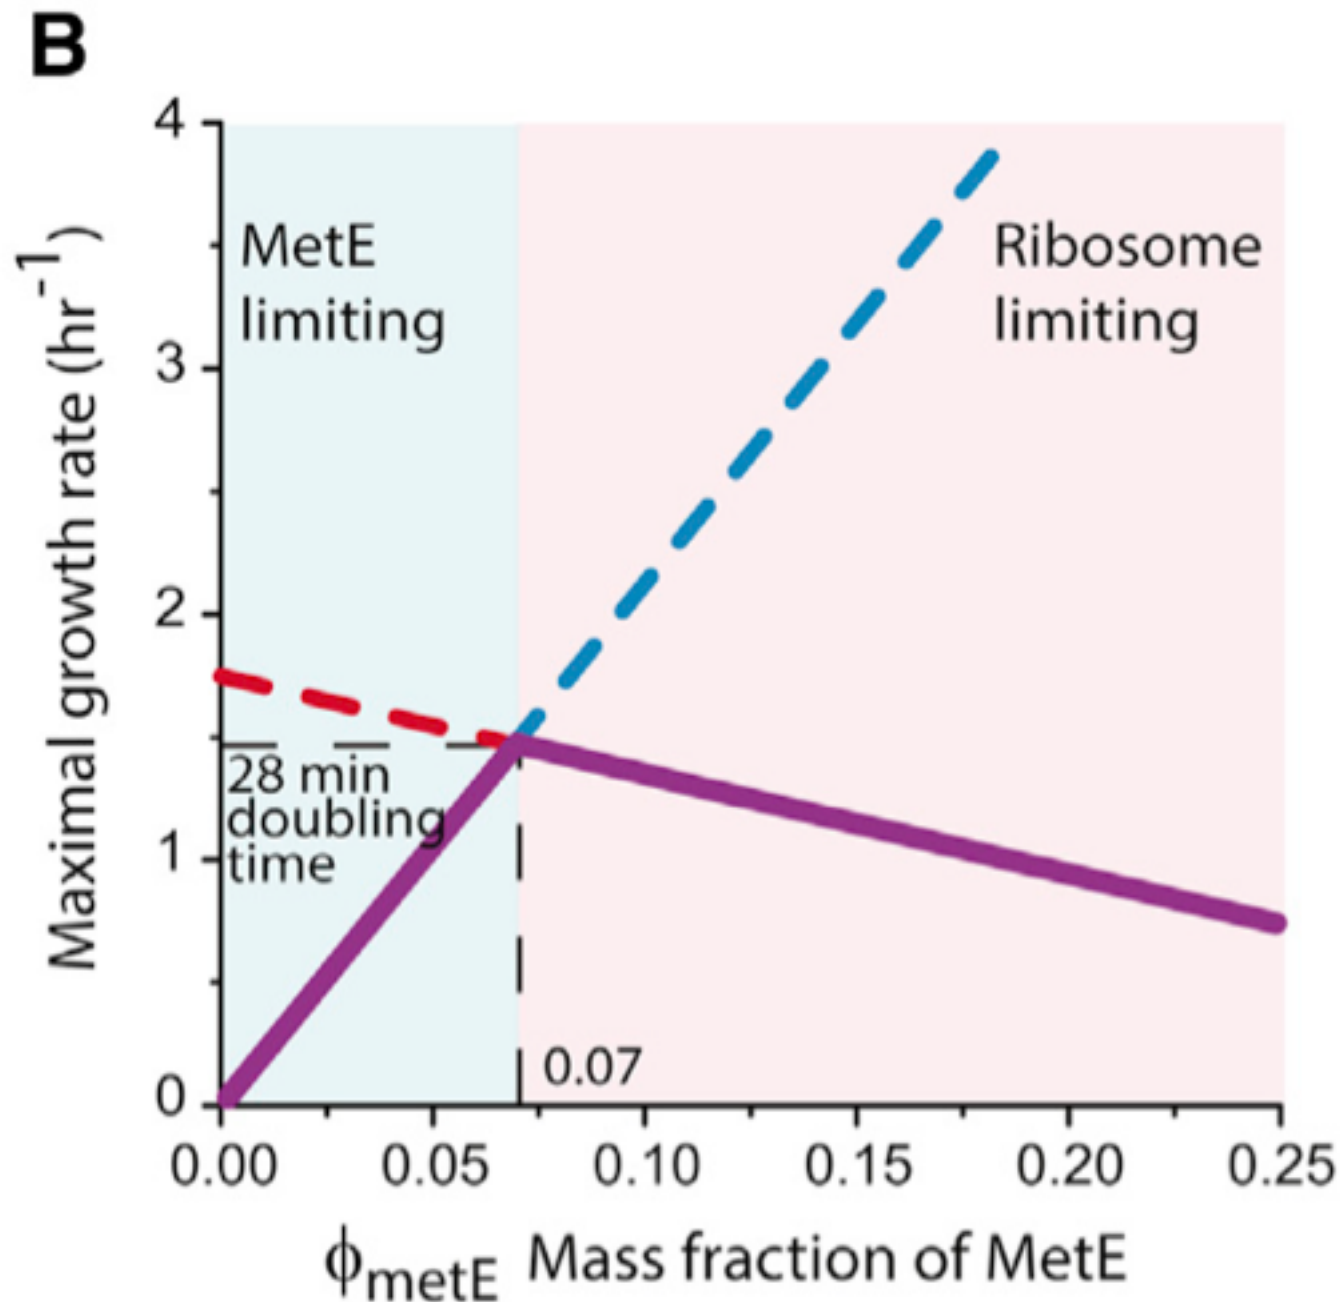 B
Maximal growth rate (hr⁻¹)
4
3
2
1
0
MetE
limiting
Ribosome
limiting
28 min
doubling
time
0.07
0.00 0.05 0.10 0.15 0.20 0.25
ϕmetE Mass fraction of MetE